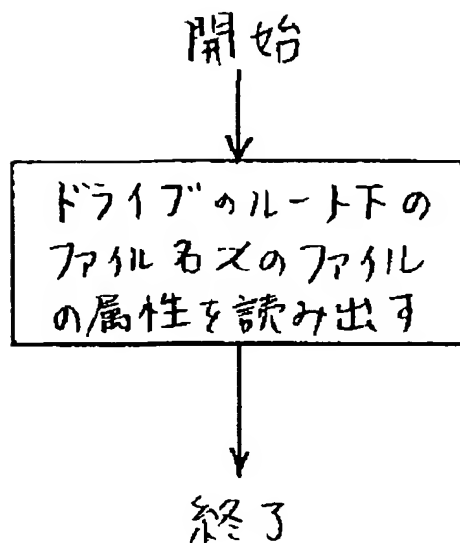 開始
ドライブのルート下の
ファイル名xのファイル
の属性を読み出す
終了